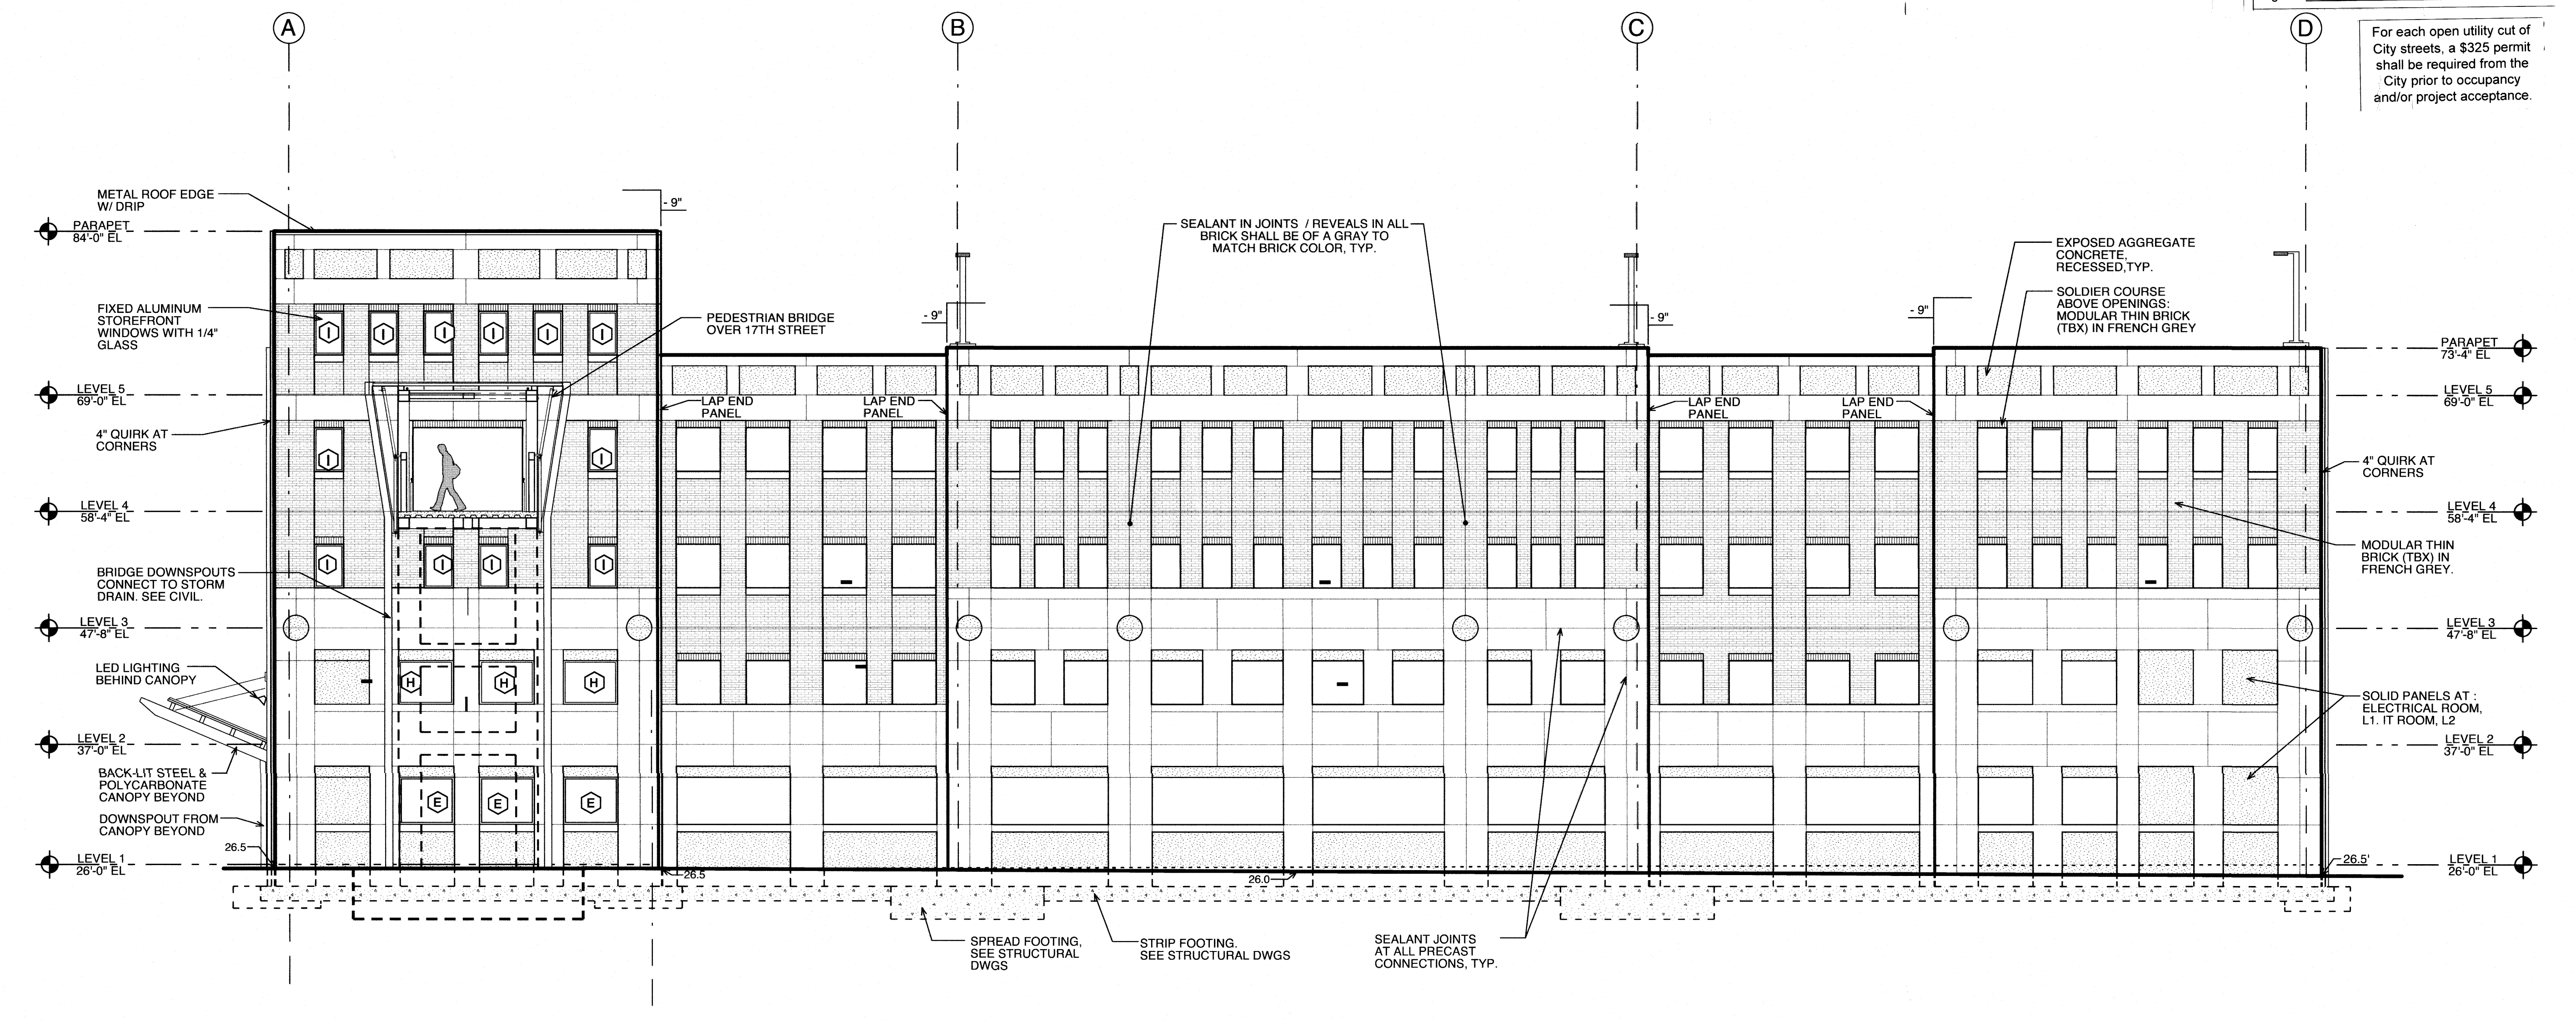 A
B
C
D
For each open utility cut of
City streets, a $325 permit
shall be required from the
City prior to occupancy
and/or project acceptance.
METAL ROOF EDGE
W/ DRIP
PARAPET
84'-0" EL
- 9"
FIXED ALUMINUM
STOREFRONT
WINDOWS WITH 1/4"
GLASS
I
I
I
I
I
I
PEDESTRIAN BRIDGE
OVER 17TH STREET
- 9"
SEALANT IN JOINTS / REVEALS IN ALL
BRICK SHALL BE OF A GRAY TO
MATCH BRICK COLOR, TYP.
- 9"
- 9"
EXPOSED AGGREGATE
CONCRETE,
RECESSED,TYP.
SOLDIER COURSE
ABOVE OPENINGS:
MODULAR THIN BRICK
(TBX) IN FRENCH GREY
PARAPET
73'-4" EL
LEVEL 5
69'-0" EL
LEVEL 5
69'-0" EL
LAP END
PANEL
LAP END
PANEL
LAP END
PANEL
LAP END
PANEL
4" QUIRK AT
CORNERS
I
I
4" QUIRK AT
CORNERS
LEVEL 4
58'-4" EL
LEVEL 4
58'-4" EL
BRIDGE DOWNSPOUTS
CONNECT TO STORM
DRAIN. SEE CIVIL.
I
I
I
I
MODULAR THIN
BRICK (TBX) IN
FRENCH GREY.
LEVEL 3
47'-8" EL
LEVEL 3
47'-8" EL
LED LIGHTING
BEHIND CANOPY
H
H
H
SOLID PANELS AT :
ELECTRICAL ROOM,
L1. IT ROOM, L2
LEVEL 2
37'-0" EL
LEVEL 2
37'-0" EL
BACK-LIT STEEL &
POLYCARBONATE
CANOPY BEYOND
E
E
E
DOWNSPOUT FROM
CANOPY BEYOND
26.5
LEVEL 1
26'-0" EL
26.5
26.0
26.5'
LEVEL 1
26'-0" EL
SPREAD FOOTING,
SEE STRUCTURAL
DWGS
STRIP FOOTING.
SEE STRUCTURAL DWGS
SEALANT JOINTS
AT ALL PRECAST
CONNECTIONS, TYP.